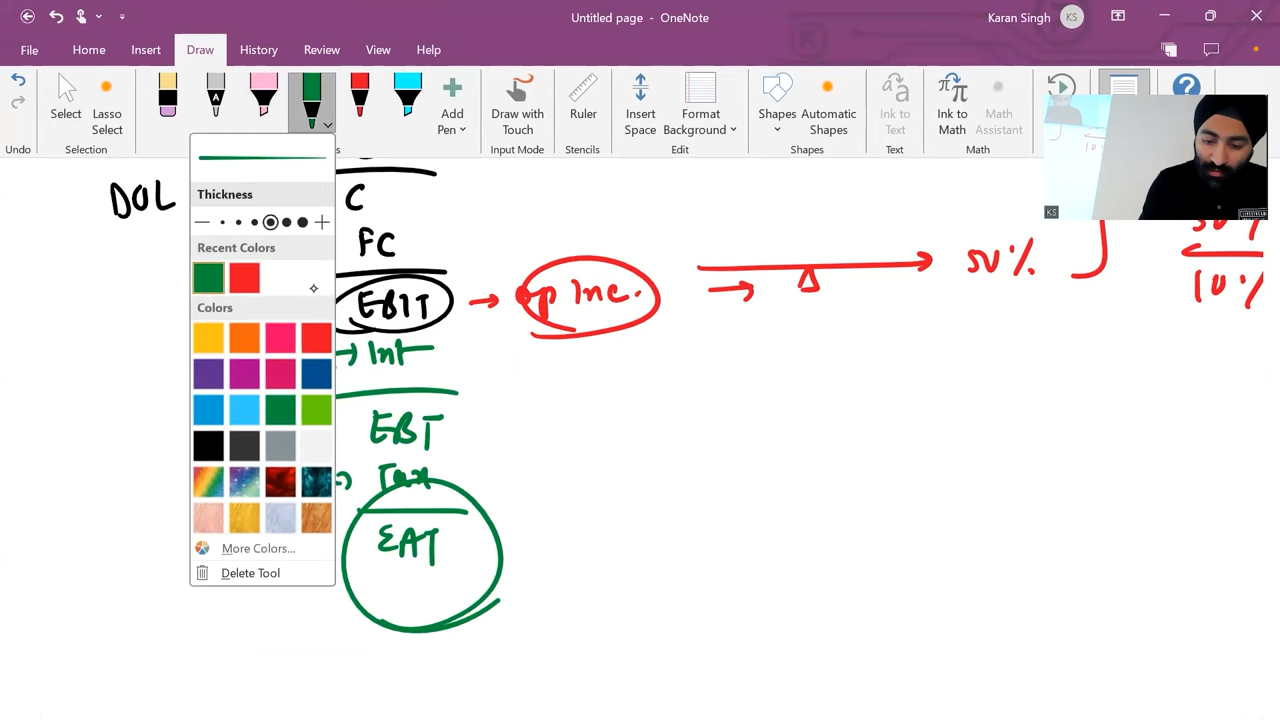 Untitled page - OneNote
Karan Singh
KS
File
Home
Insert
Draw
History
Review
View
Help
Select
Lasso Select
Add Pen
Draw with Touch
Ruler
Insert Space
Format Background
Shapes
Automatic Shapes
Ink to Text
Ink to Math
Math Assistant
Undo
Selection
Input Mode
Stencils
Edit
Shapes
Text
Math
KS
Thickness
Recent Colors
Colors
More Colors...
Delete Tool
DOL
C
FC
EBIT → op Inc.
50%
10%
→ Int
EBT
Tax
EAT